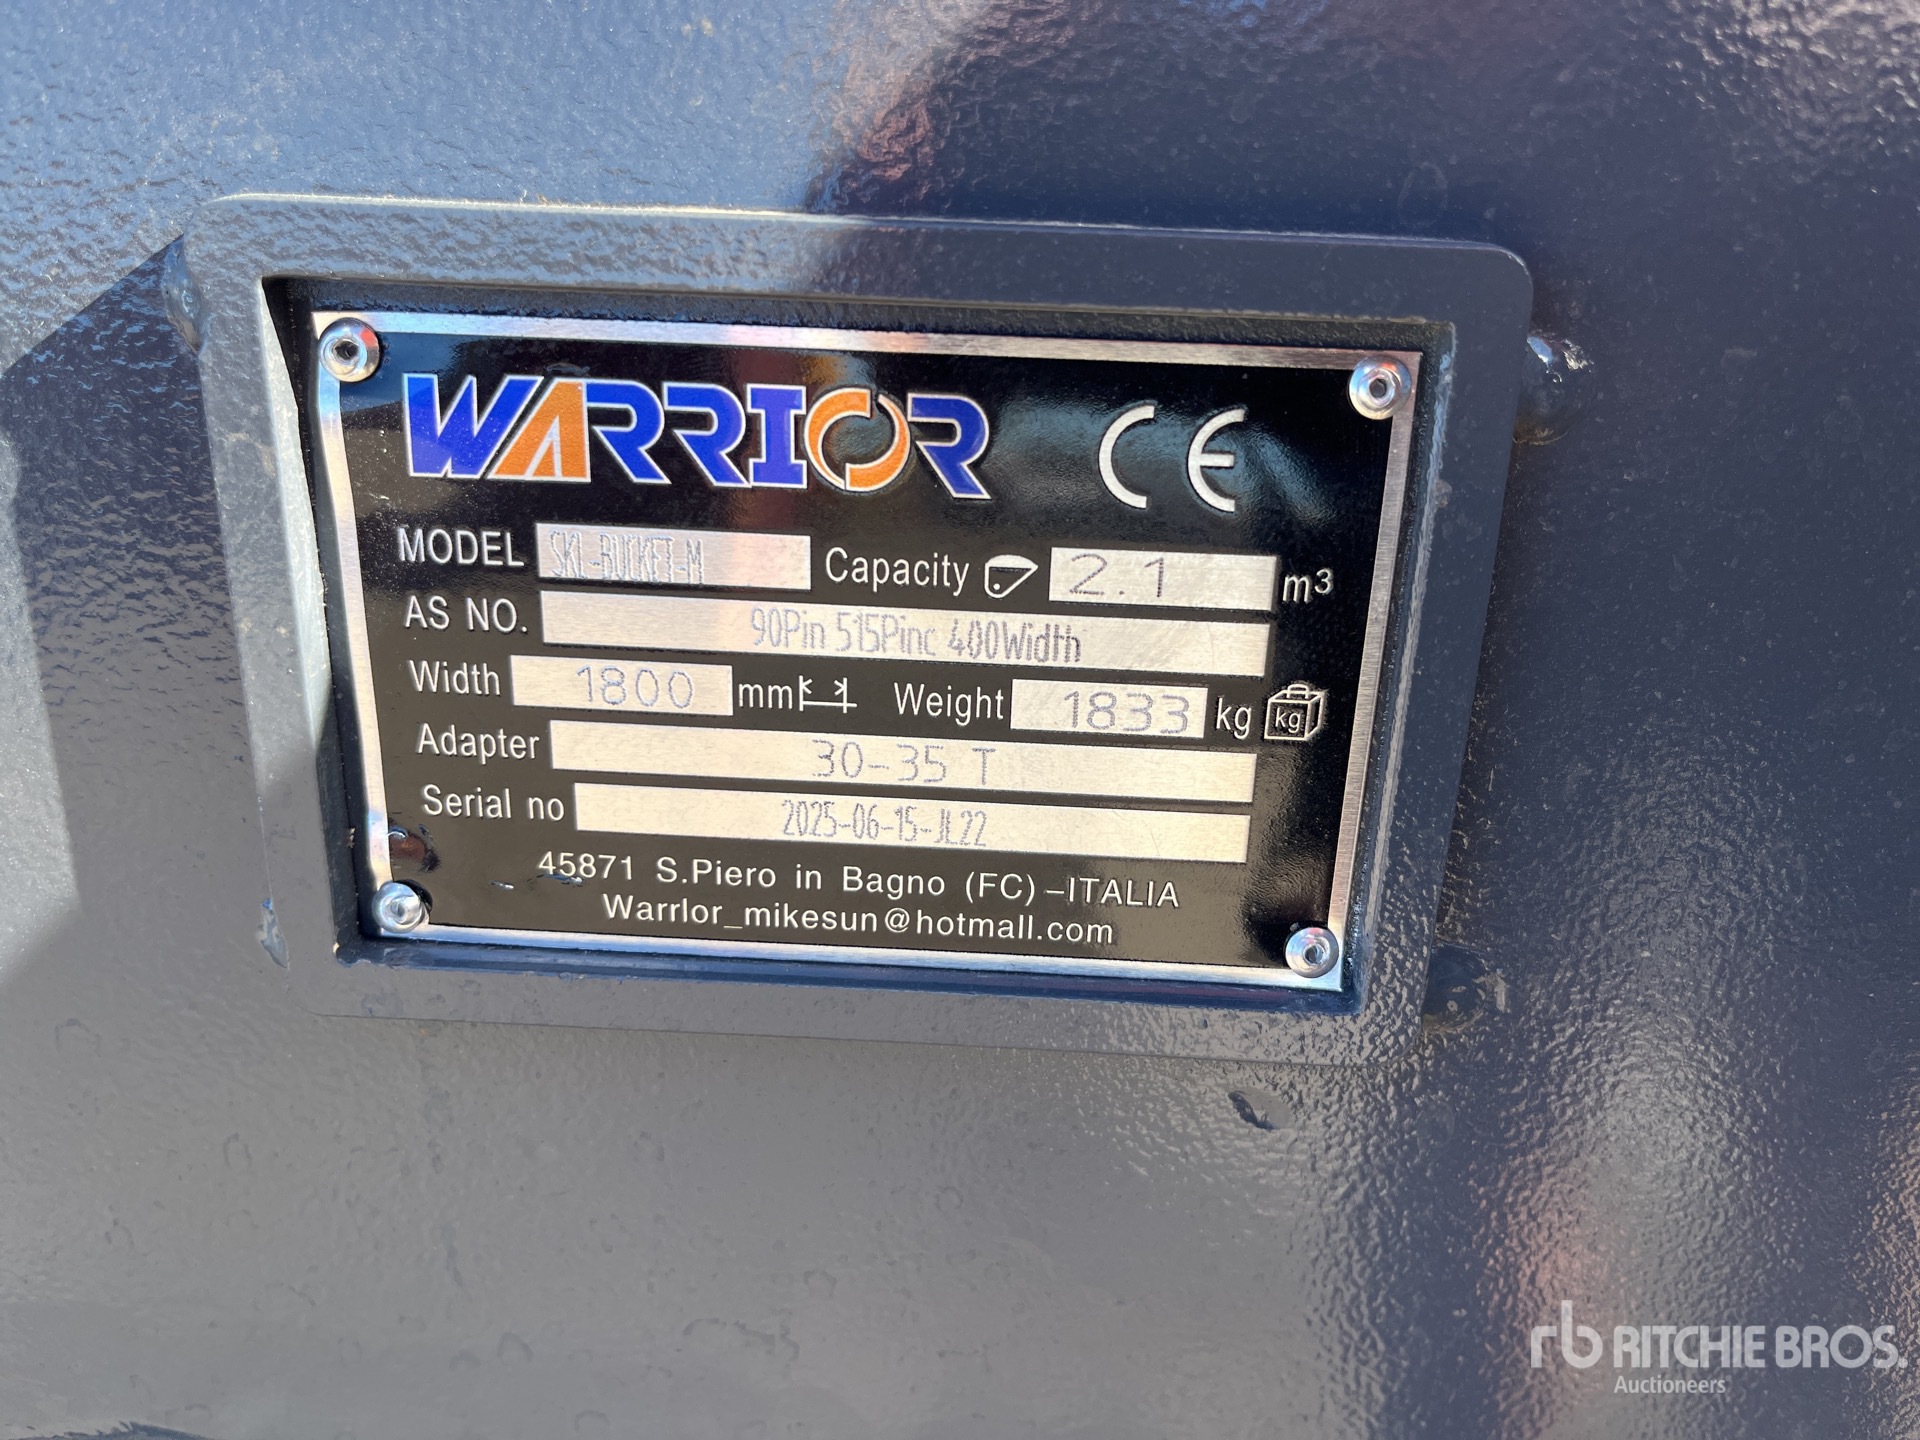 WARRIOR CE
MODEL SKL-BUCKET-M Capacity 2.1 m³
AS NO. 90Pin 515Pinc 400Width
Width 1800 mm Weight 1833 kg kg
Adapter 30-35 T
Serial no 2025-06-15-JL22
45871 S.Piero in Bagno (FC)-ITALIA
Warrlor_mikesun@hotmall.com
rb RITCHIE BROS.
Auctioneers